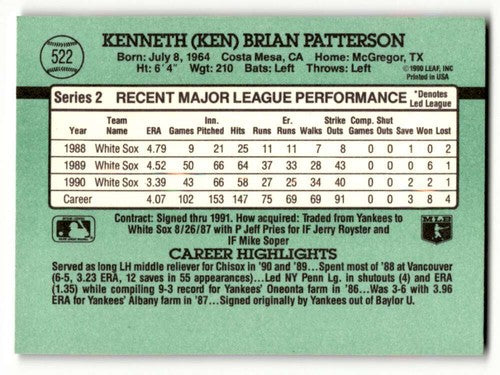 522
KENNETH (KEN) BRIAN PATTERSON
Born: July 8, 1964 Costa Mesa, CA Home: McGregor, TX
Ht: 6'4" Wgt: 210 Bats: Left Throws: Left
©1990 LEAF, INC
Printed in USA
Series 2 RECENT MAJOR LEAGUE PERFORMANCE *Denotes Led League
Year Team Name ERA Games Inn. Pitched Hits Runs Er. Runs Walks Strike Outs Comp. Games Shut Outs Save Won Lost
1988 White Sox 4.79 9 21 25 11 11 7 8 0 0 1 0 2
1989 White Sox 4.52 50 66 64 37 33 28 43 0 0 0 6 1
1990 White Sox 3.39 43 66 58 27 25 34 40 0 0 2 2 1
Career 4.07 102 153 147 75 69 69 91 0 0 3 8 4
Contract: Signed thru 1991. How acquired: Traded from Yankees to
White Sox 8/26/87 with P Jeff Pries for IF Jerry Royster and
IF Mike Soper
MLB
CAREER HIGHLIGHTS
Served as long LH middle reliever for Chisox in '90 and '89...Spent most of '88 at Vancouver
(6-5, 3.23 ERA, 12 saves in 55 appearances)...Led NY Penn Lg. in shutouts (4) and ERA
(1.35) while compiling 9-3 record for Yankees' Oneonta farm in '86...Was 3-6 with 3.96
ERA for Yankees' Albany farm in '87...Signed originally by Yankees out of Baylor U.